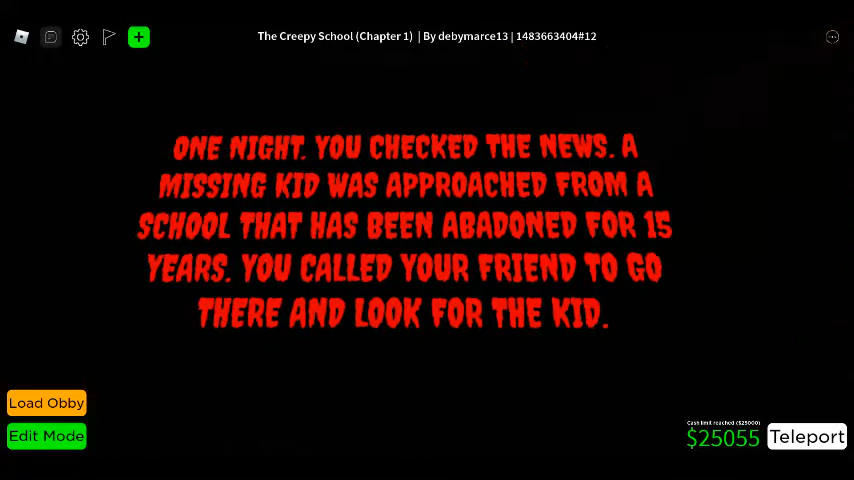 The Creepy School (Chapter 1) | By debymarce13 | 1483663404#12
ONE NIGHT. YOU CHECKED THE NEWS. A
MISSING KID WAS APPROACHED FROM A
SCHOOL THAT HAS BEEN ABADONED FOR 15
YEARS. YOU CALLED YOUR FRIEND TO GO
THERE AND LOOK FOR THE KID.
Load Obby
Edit Mode
Cash limit reached ($25000)
$25055
Teleport